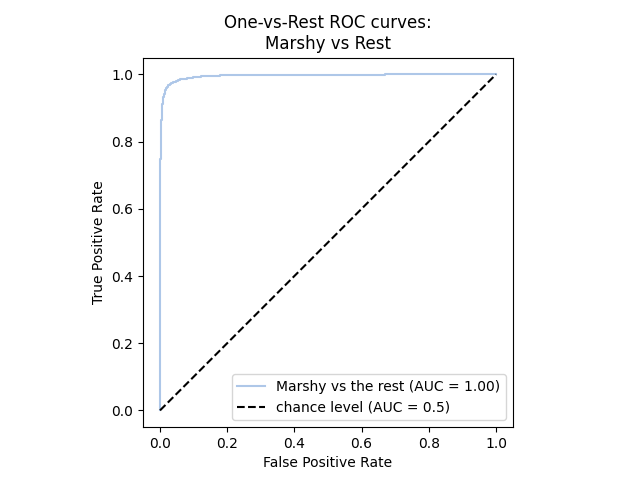 One-vs-Rest ROC curves:
Marshy vs Rest
True Positive Rate
1.0
0.8
0.6
0.4
0.2
0.0
Marshy vs the rest (AUC = 1.00)
chance level (AUC = 0.5)
0.0 0.2 0.4 0.6 0.8 1.0
False Positive Rate